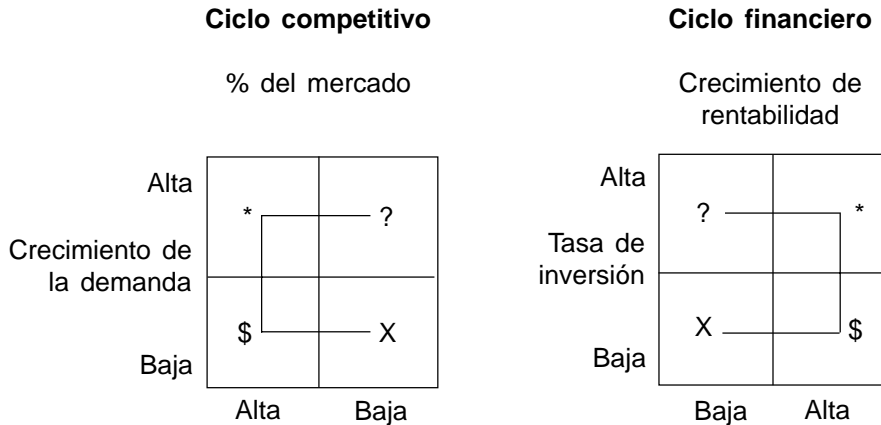 Ciclo competitivo
% del mercado
Alta
* ?
Crecimiento de
la demanda
$ X
Baja
Alta Baja
Ciclo financiero
Crecimiento de
rentabilidad
Alta
? *
Tasa de
inversión
X $
Baja
Baja Alta